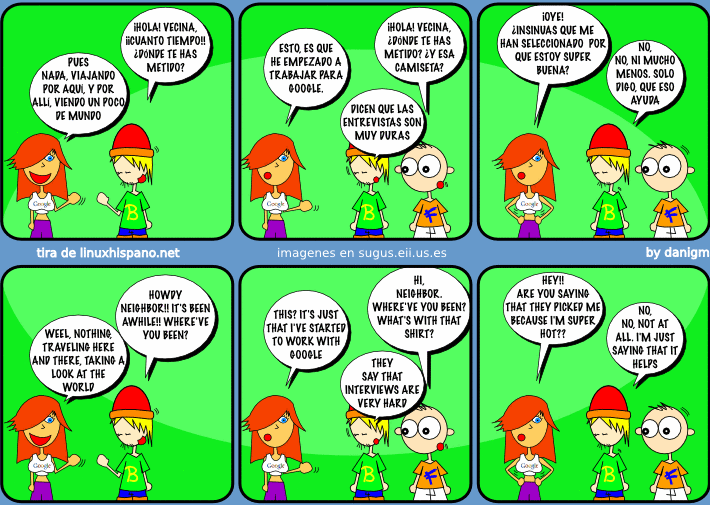 ¡HOLA! VECINA,
¡¡CUANTO TIEMPO!!
¿DÓNDE TE HAS
METIDO?
PUES
NADA, VIAJANDO
POR AQUÍ, Y POR
ALLÍ, VIENDO UN POCO
DE MUNDO
Google
B
¡HOLA! VECINA,
¿DÓNDE TE HAS
METIDO? ¿Y ESA
CAMISETA?
ESTO, ES QUE
HE EMPEZADO A
TRABAJAR PARA
GOOGLE.
DICEN QUE LAS
ENTREVISTAS SON
MUY DURAS
Google
B
F
¡OYE!
¿INSINUAS QUE ME
HAN SELECCIONADO POR
QUE ESTOY SUPER
BUENA?
NO,
NO, NI MUCHO
MENOS. SOLO
DIGO, QUE ESO
AYUDA
Google
B
F
tira de linuxhispano.net
imagenes en sugus.eii.us.es
by danigm
HOWDY
NEIGHBOR!! IT'S BEEN
AWHILE!! WHERE'VE
YOU BEEN?
WEEL, NOTHING,
TRAVELING HERE
AND THERE, TAKING A
LOOK AT THE
WORLD
Google
B
HI,
NEIGHBOR.
WHERE'VE YOU BEEN?
WHAT'S WITH THAT
SHIRT?
THIS? IT'S JUST
THAT I'VE STARTED
TO WORK WITH
GOOGLE
THEY
SAY THAT
INTERVIEWS ARE
VERY HARD
Google
B
F
HEY!!
ARE YOU SAYING
THAT THEY PICKED ME
BECAUSE I'M SUPER
HOT??
NO,
NO, NOT AT
ALL. I'M JUST
SAYING THAT IT
HELPS
Google
B
F